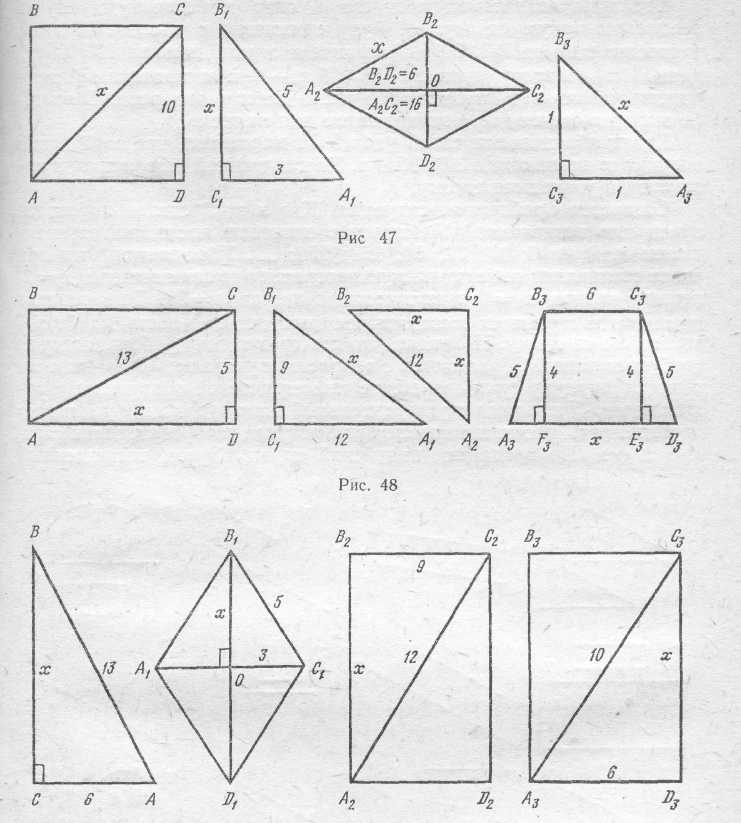 B C B₁ B₂ B₃
x 10 x 5 x B₂D₂=6 A₂ O C₂ A₂C₂=16 1 x
3 D₂ 1
A D C₁ A₁ C₃ A₃
Рис 47
B C B₁ B₂ C₂ B₃ 6 C₃
13 5 9 x x 12 x 5 4 4 5
x
A D C₁ 12 A₁ A₂ A₃ F₃ x E₃ D₃
Рис. 48
B B₁ B₂ C₂ B₃ C₃
9
x 13 x 5 x 12 10 x
A₁ 3 C₁
O
6
C 6 A D₁ A₂ D₂ A₃ D₃